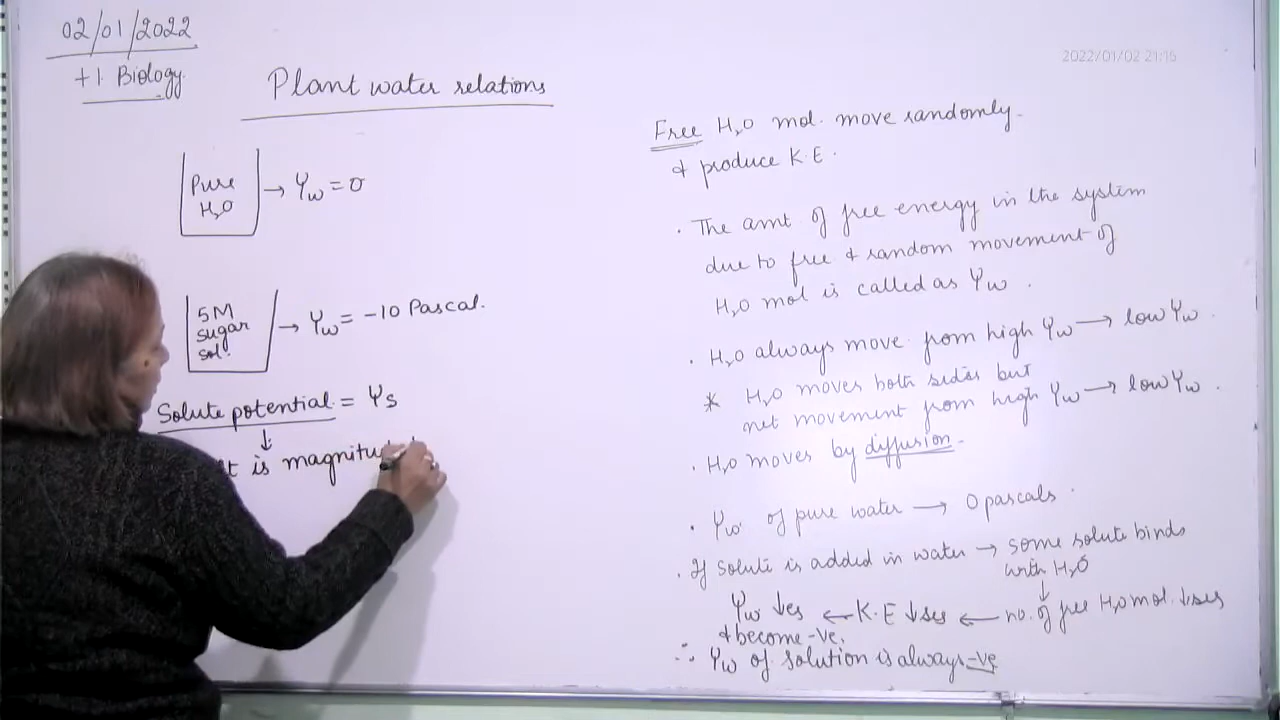 02/01/2022
+1 Biology
Plant water relations
2022/01/02 21:15
Pure
H₂O
→ Ψw = 0
5M
sugar
sol.
→ Ψw = -10 Pascal.
Solute potential = Ψs
↓
is magnitu
Free H₂O mol. move randomly
& produce K.E.
. The amt of free energy in the system
due to free & random movement of
H₂O mol is called as Ψw.
. H₂O always move from high Ψw → low Ψw.
* H₂O moves both sides but
net movement from high Ψw → low Ψw.
. H₂O moves by diffusion.
. Ψw of pure water → 0 pascals
. If solute is added in water → some solute binds
with H₂O
↓
Ψw ↓es ← K.E ↓ses ← no. of free H₂O mol. ↓ses
& become -ve.
∴ Ψw of solution is always -ve